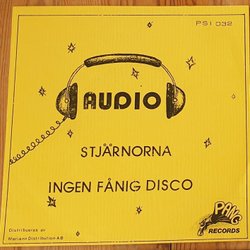 PSI 032
AUDIO
STJÄRNORNA
INGEN FÅNIG DISCO
Distribueras av
Mariann Distribution AB
PANG
RECORDS